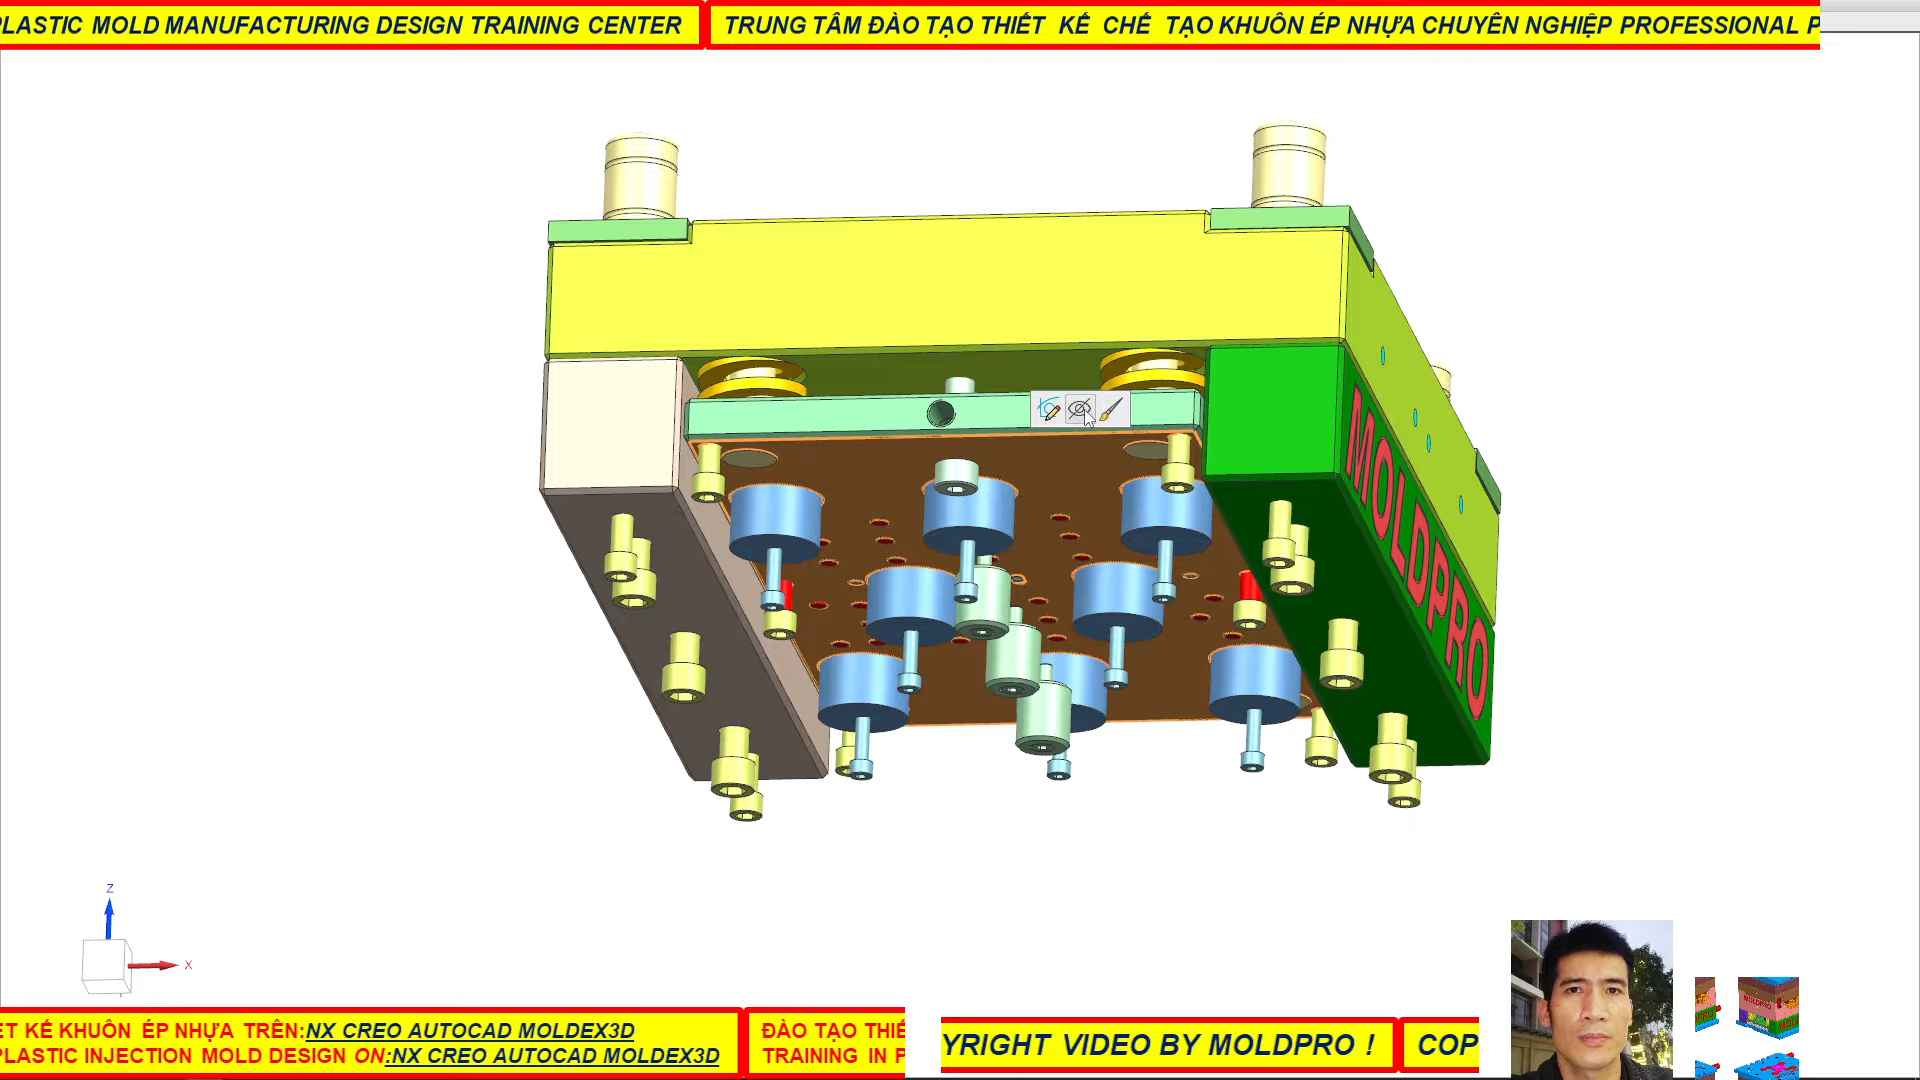 PLASTIC MOLD MANUFACTURING DESIGN TRAINING CENTER
TRUNG TÂM ĐÀO TẠO THIẾT KẾ CHẾ TẠO KHUÔN ÉP NHỰA CHUYÊN NGHIỆP PROFESSIONAL P
MOLDPRO
Z
X
ET KẾ KHUÔN ÉP NHỰA TRÊN:NX CREO AUTOCAD MOLDEX3D
PLASTIC INJECTION MOLD DESIGN ON:NX CREO AUTOCAD MOLDEX3D
ĐÀO TẠO THIẾ
TRAINING IN P
YRIGHT VIDEO BY MOLDPRO !
COP
MOLDPRO